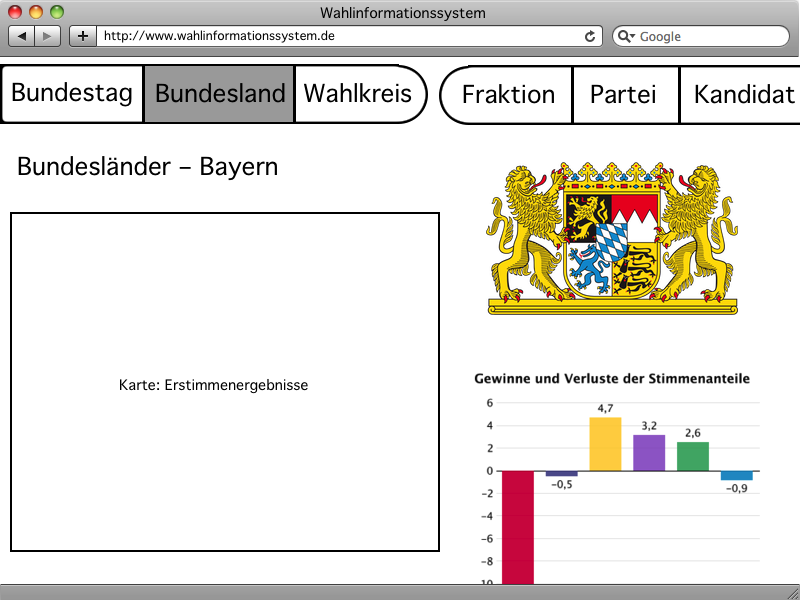 Wahlinformationssystem
http://www.wahlinformationssystem.de
Google
Bundestag Bundesland Wahlkreis Fraktion Partei Kandidat
Bundesländer – Bayern
Karte: Erstimmenergebnisse
Gewinne und Verluste der Stimmenanteile
6
4
2
0
−2
−4
−6
−8
10
−0,5
4,7
3,2
2,6
−0,9